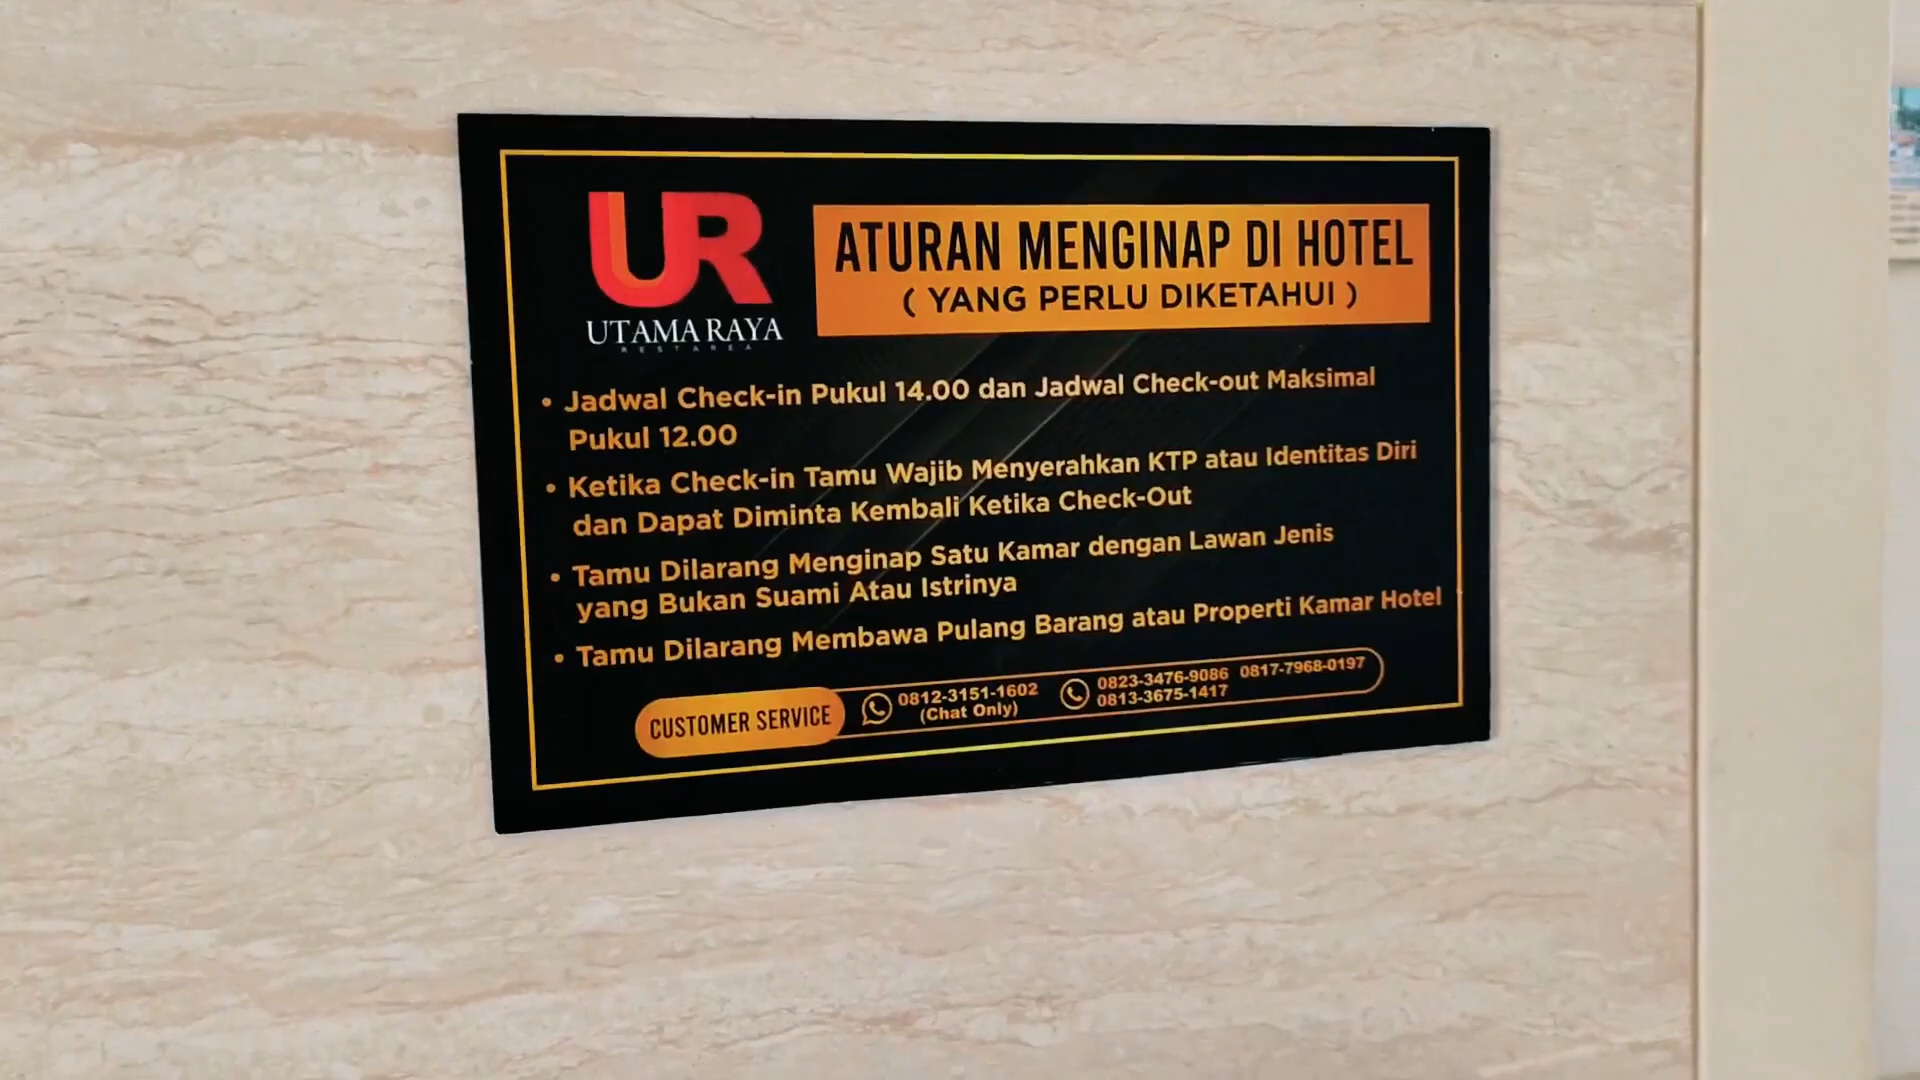 UR
UTAMA RAYA
RESTAREA
ATURAN MENGINAP DI HOTEL
( YANG PERLU DIKETAHUI )
• Jadwal Check-in Pukul 14.00 dan Jadwal Check-out Maksimal
Pukul 12.00
• Ketika Check-in Tamu Wajib Menyerahkan KTP atau Identitas Diri
dan Dapat Diminta Kembali Ketika Check-Out
• Tamu Dilarang Menginap Satu Kamar dengan Lawan Jenis
yang Bukan Suami Atau Istrinya
• Tamu Dilarang Membawa Pulang Barang atau Properti Kamar Hotel
CUSTOMER SERVICE
0812-3151-1602
(Chat Only)
0823-3476-9086 0817-7968-0197
0813-3675-1417